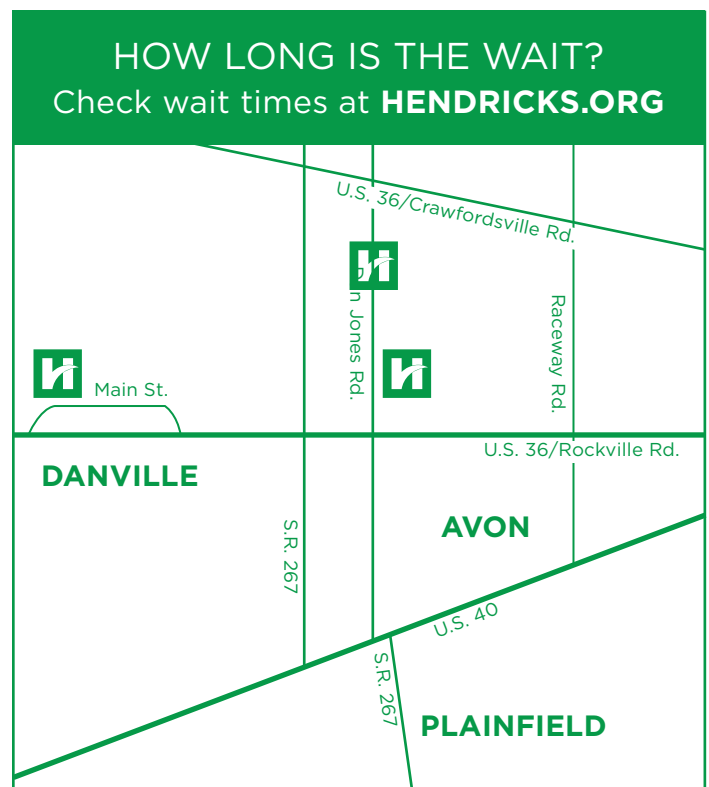 HOW LONG IS THE WAIT?
Check wait times at HENDRICKS.ORG
U.S. 36/Crawfordsville Rd.
n Jones Rd.
Raceway Rd.
H
H
H
Main St.
U.S. 36/Rockville Rd.
DANVILLE
S.R. 267
AVON
U.S. 40
S.R. 267
PLAINFIELD